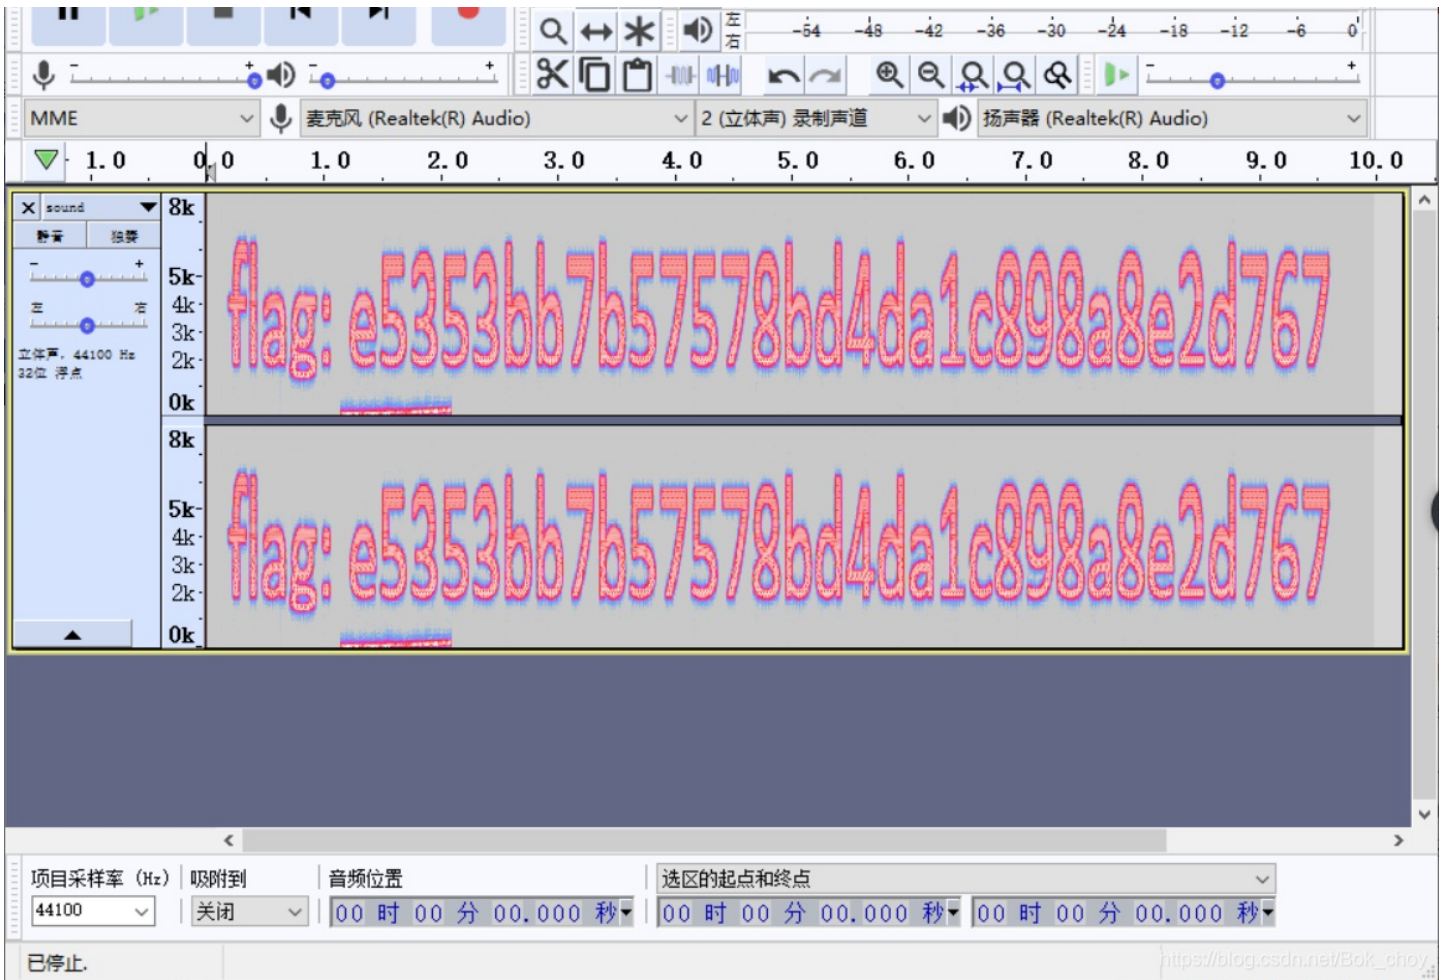 左
右
-54 -48 -42 -36 -30 -24 -18 -12 -6 0
- + - + - +
MME 麦克风 (Realtek(R) Audio) 2 (立体声) 录制声道 扬声器 (Realtek(R) Audio)
1.0 0.0 1.0 2.0 3.0 4.0 5.0 6.0 7.0 8.0 9.0 10.0
× sound
静音 独奏
- +
左 右
立体声, 44100 Hz
32位 浮点
8k
5k
4k
3k
2k
0k
flag: e5353bb7b57578bd4da1c898a8e2d767
8k
5k
4k
3k
2k
0k
flag: e5353bb7b57578bd4da1c898a8e2d767
项目采样率 (Hz) 吸附到 音频位置 选区的起点和终点
44100 关闭 00 时 00 分 00.000 秒 00 时 00 分 00.000 秒 00 时 00 分 00.000 秒
已停止.
https://blog.csdn.net/Bok_choy_